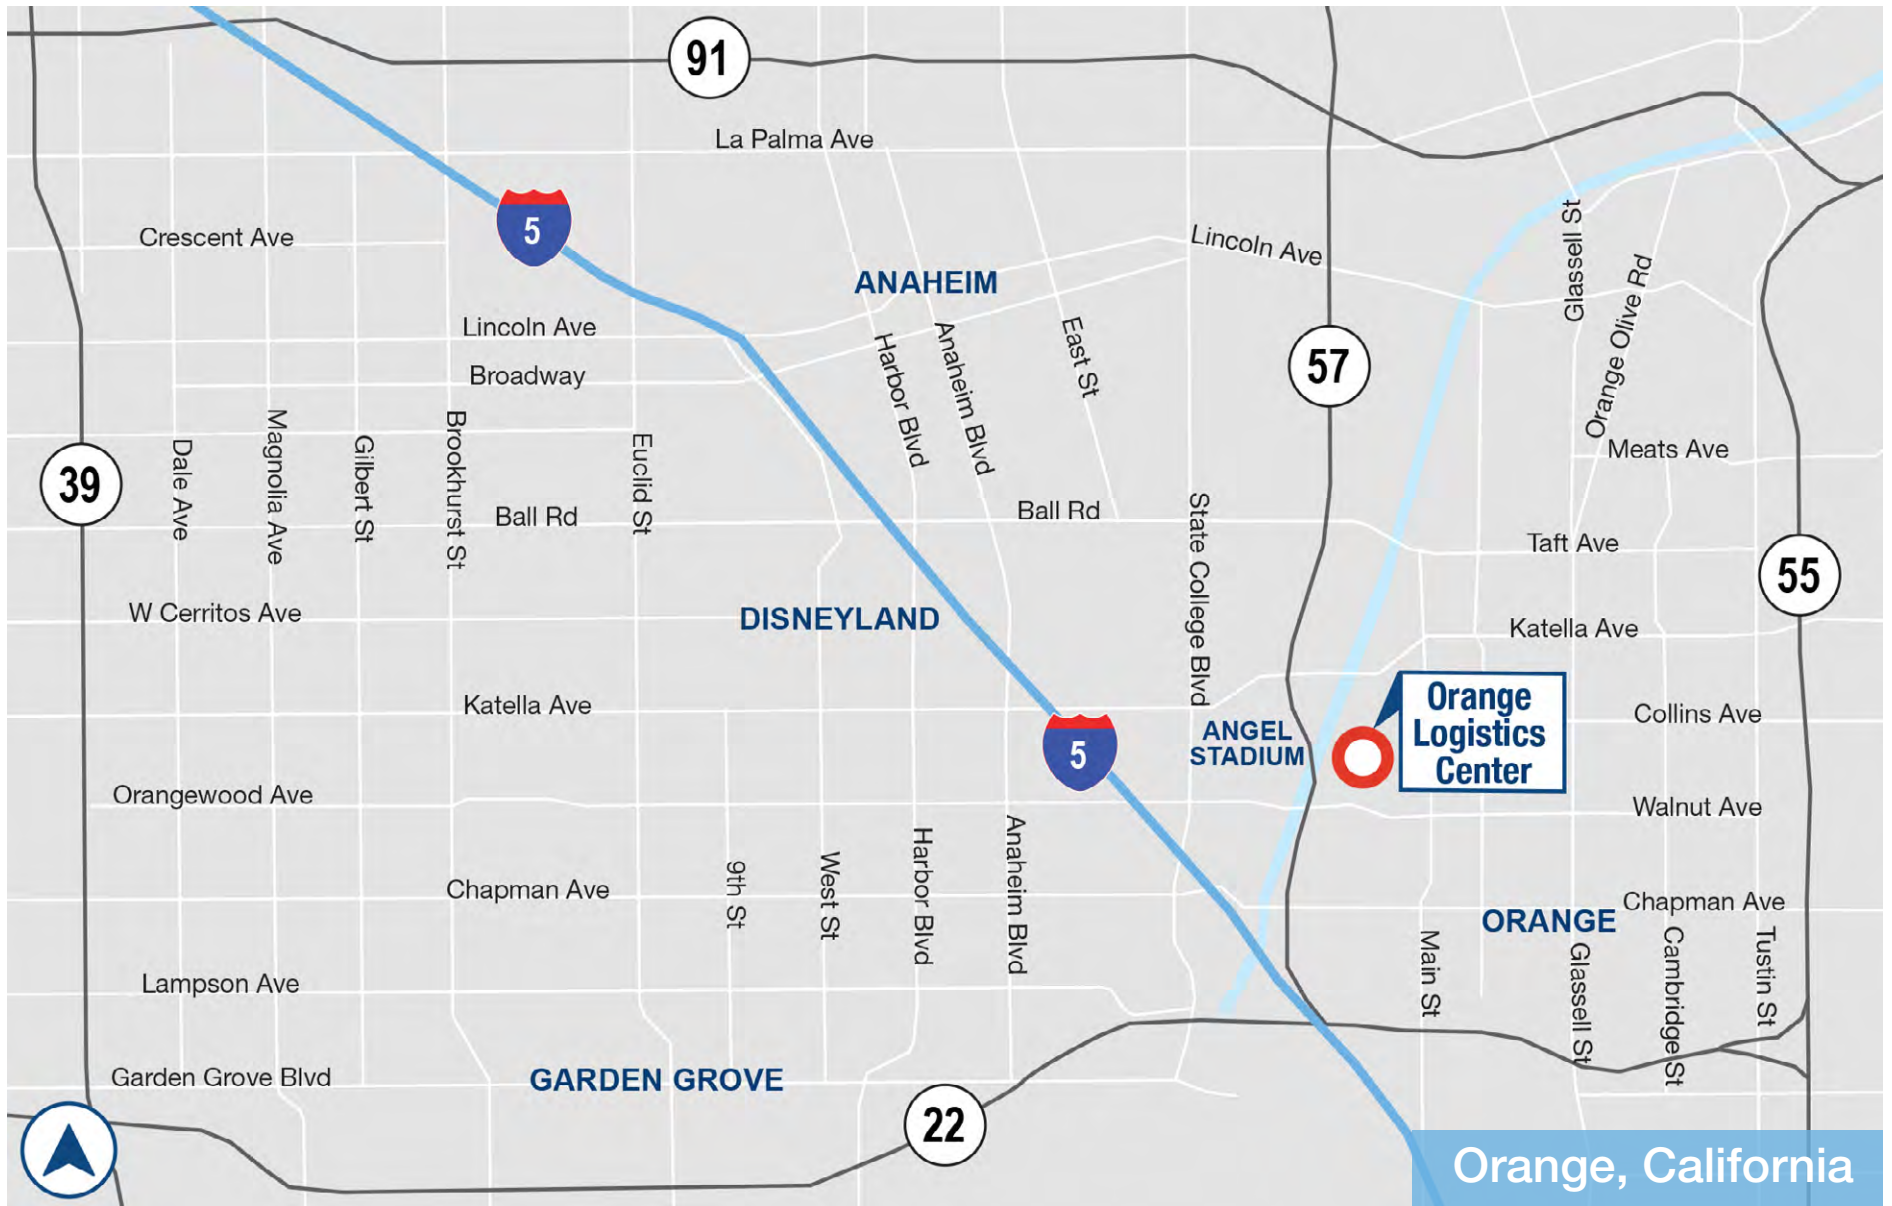 91
La Palma Ave
5
Crescent Ave
Lincoln Ave
Glassell St
ANAHEIM
Orange Olive Rd
Lincoln Ave
Broadway
Harbor Blvd
Anaheim Blvd
East St
57
39
Dale Ave
Magnolia Ave
Gilbert St
Brookhurst St
Euclid St
Meats Ave
Ball Rd
Ball Rd
State College Blvd
Taft Ave
55
W Cerritos Ave
DISNEYLAND
Katella Ave
Katella Ave
5
ANGEL
STADIUM
Orange
Logistics
Center
Collins Ave
Orangewood Ave
Walnut Ave
Chapman Ave
9th St
West St
Harbor Blvd
Anaheim Blvd
ORANGE
Chapman Ave
Lampson Ave
Main St
Glassell St
Cambridge St
Tustin St
Garden Grove Blvd
GARDEN GROVE
22
Orange, California